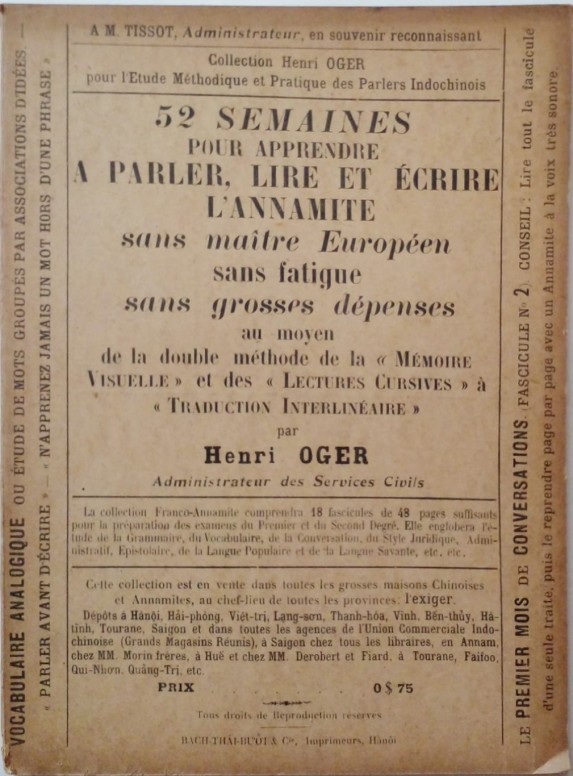 A M. TISSOT, Administrateur, en souvenir reconnaissant
Collection Henri OGER
pour l'Etude Méthodique et Pratique des Parlers Indochinois
52 SEMAINES
POUR APPRENDRE
A PARLER, LIRE ET ÉCRIRE
L'ANNAMITE
sans maître Européen
sans fatigue
sans grosses dépenses
au moyen
de la double méthode de la « MÉMOIRE
VISUELLE » et des « LECTURES CURSIVES » à
« TRADUCTION INTERLINÉAIRE »
par
Henri OGER
Administrateur des Services Civils
La collection Franco-Annamite comprendra 18 fascicules de 48 pages suffisants
pour la préparation des examens du Premier et du Second Degré. Elle englobera l'é-
tude de la Grammaire, du Vocabulaire, de la Conversation, du Style Juridique, Admi-
nistratif, Epistolaire, de la Langue Populaire et de la Langue Savante, etc. etc.
Cette collection est en vente dans toutes les grosses maisons Chinoises
et Annamites, au chef-lieu de toutes les provinces: l'exiger.
Dépôts à Hànội, Hải-phòng, Việt-trì, Lạng-sơn, Thanh-hóa, Vinh, Bến-thủy, Hà-
tinh, Tourane, Saigon et dans toutes les agences de l'Union Commerciale Indo-
chinoise (Grands Magasins Réunis), à Saigon chez tous les libraires, en Annam,
chez MM. Morin frères, à Huê et chez MM. Derobert et Fiard, à Tourane, Faifoo,
Qui-Nhơn, Quảng-Tri, etc.
PRIX . . . . . . 0 $ 75
Tous droits de Reproduction réservés
BACH-THAI-BUÔI & Cie, Imprimeurs, Hànôi
VOCABULAIRE ANALOGIQUE OU ÉTUDE DE MOTS GROUPÉS PAR ASSOCIATIONS D'IDÉES —
« PARLER AVANT D'ÉCRIRE » — « N'APPRENEZ JAMAIS UN MOT HORS D'UNE PHRASE »
LE PREMIER MOIS DE CONVERSATIONS (FASCICULE No 2) CONSEIL : Lire tout le fascicule
d'une seule traite, puis le reprendre page par page avec un Annamite à la voix très sonore.